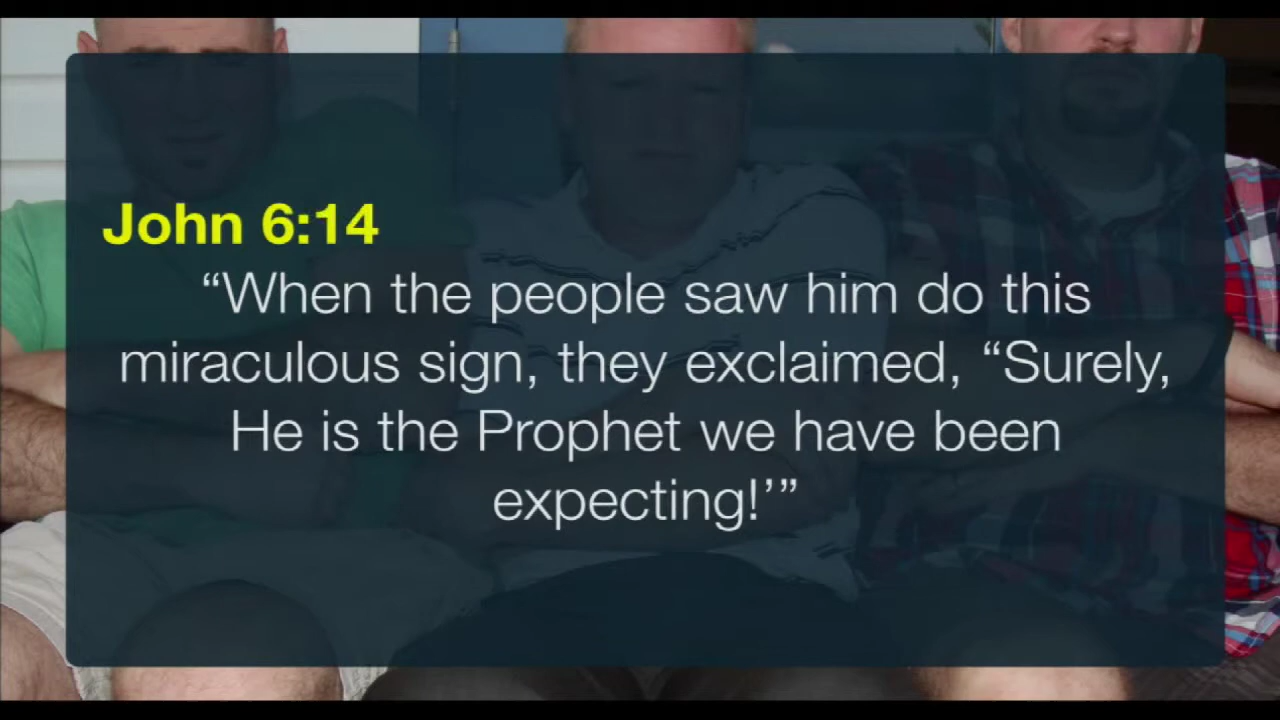 John 6:14
“When the people saw him do this
miraculous sign, they exclaimed, “Surely,
He is the Prophet we have been
expecting!’”